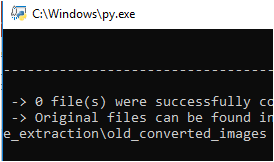 C:\Windows\py.exe
--------------------------------------
-> 0 file(s) were successfully co
-> Original files can be found in
e_extraction\old_converted_images